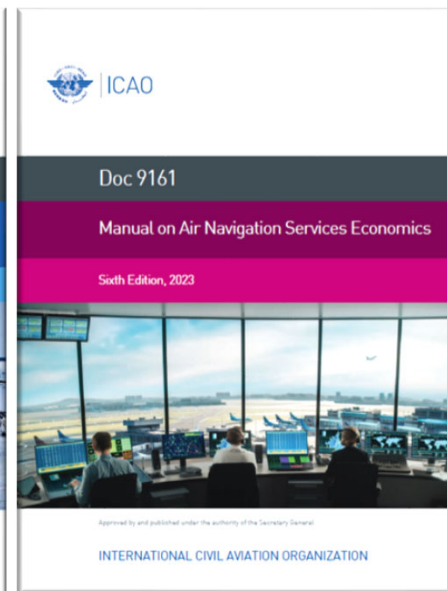 ICAO
Doc 9161
Manual on Air Navigation Services Economics
Sixth Edition, 2023
Approved by and published under the authority of the Secretary General
INTERNATIONAL CIVIL AVIATION ORGANIZATION